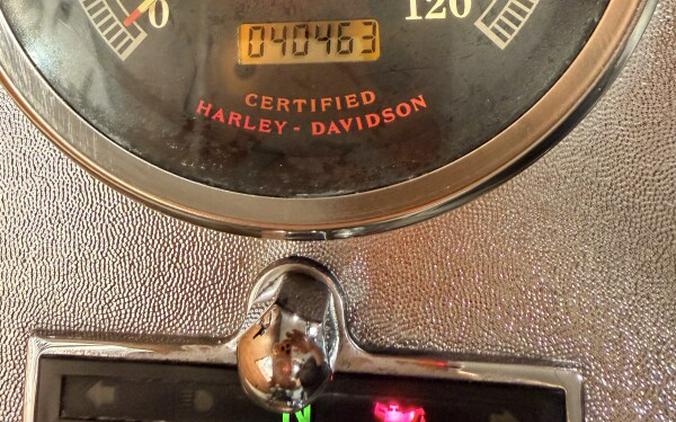 0 120
040463
CERTIFIED
HARLEY-DAVIDSON
N